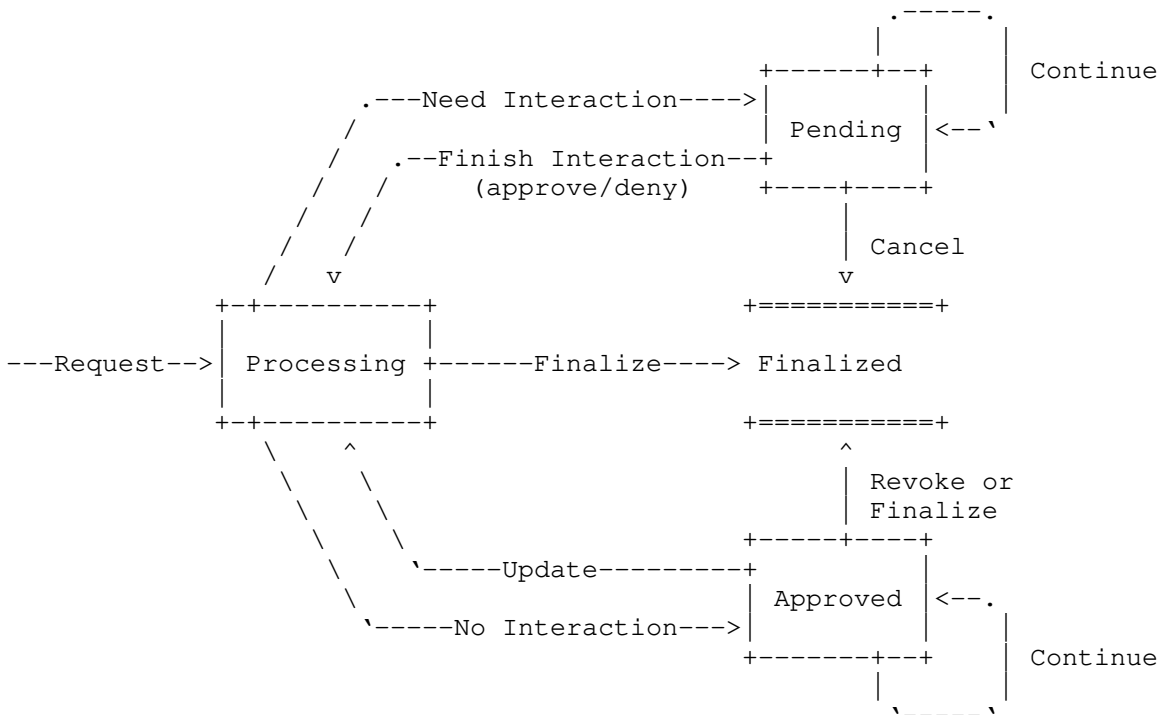 Continue
Need Interaction
Pending
Finish Interaction
(approve/deny)
Cancel
Request
Processing
Finalize
Finalized
Revoke or
Finalize
Update
Approved
No Interaction
Continue